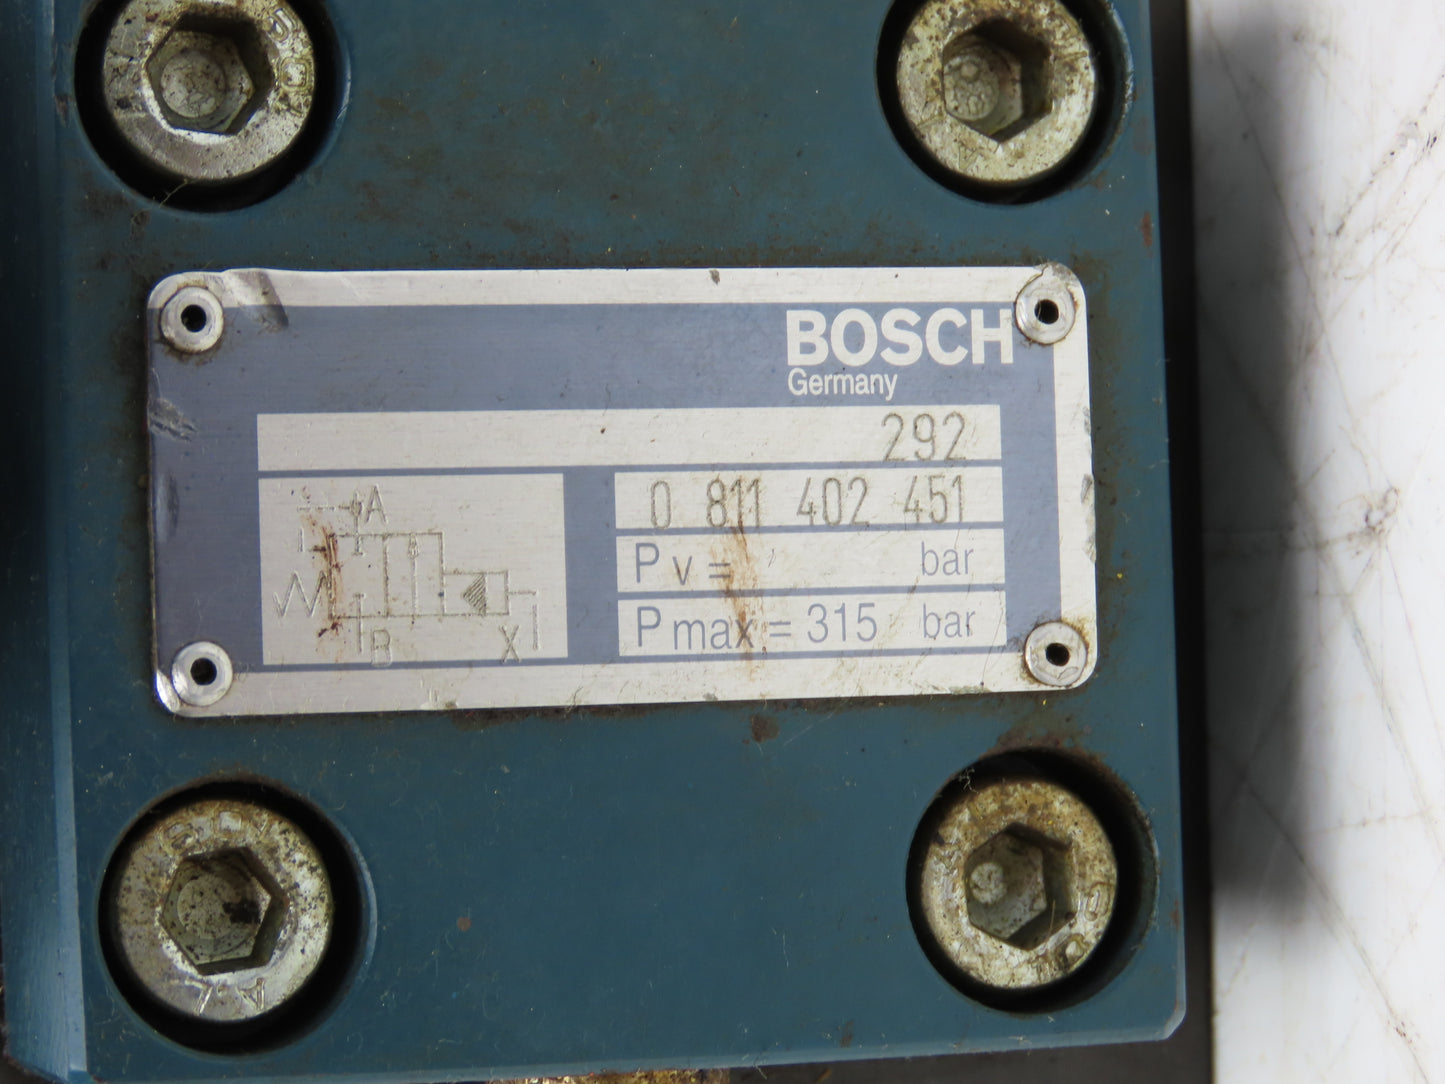 BOSCH
Germany
292
0 811 402 451
Pv = bar
Pmax = 315 bar
A
B X